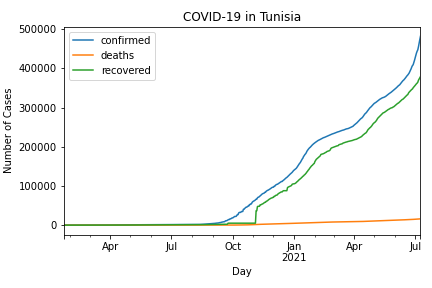 COVID-19 in Tunisia
confirmed
deaths
recovered
500000
400000
300000
200000
100000
0
Number of Cases
Apr
Jul
Oct
Jan
2021
Apr
Jul
Day